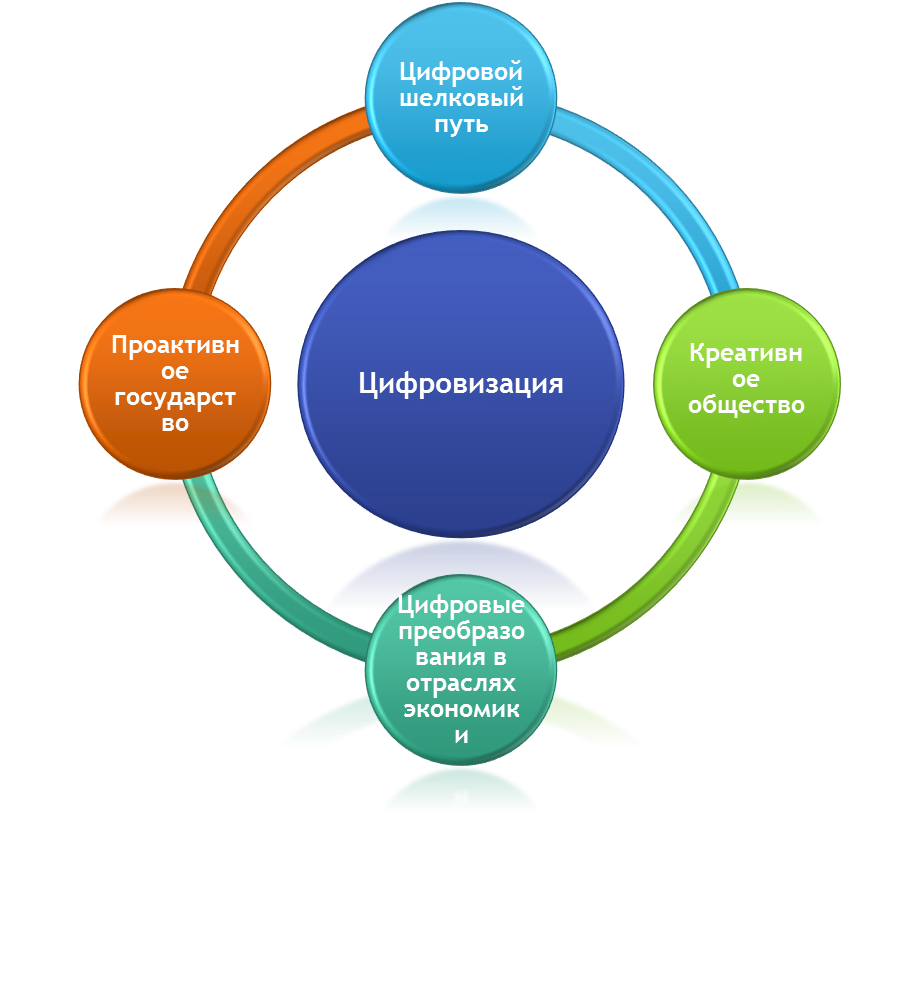 Цифровой
шелковый
путь
Проактивн
ое
государст
во
Цифровизация
Креативн
ое
общество
Цифровые
преобразо
вания в
отраслях
экономик
и